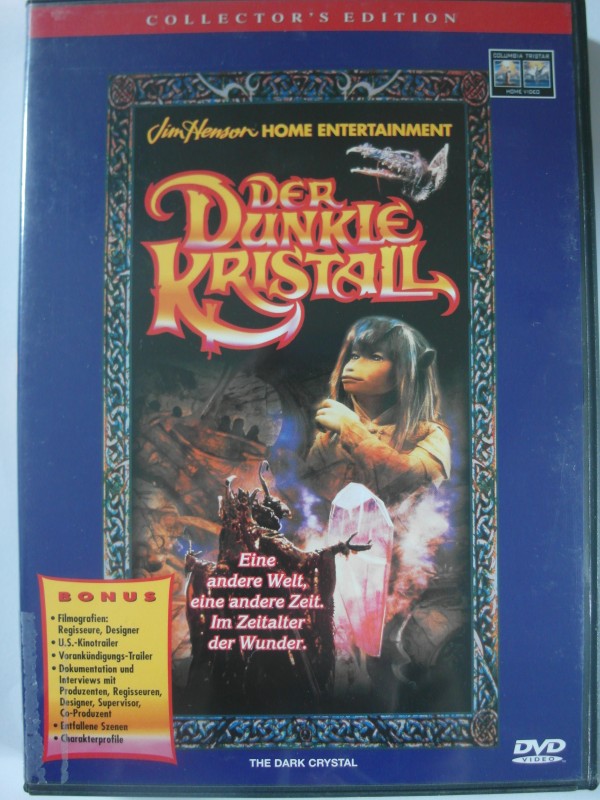 COLLECTOR'S EDITION
COLUMBIA TRISTAR
HOME VIDEO
Jim Henson HOME ENTERTAINMENT
DER
DUNKLE
KRISTALL
Eine
andere Welt,
eine andere Zeit.
Im Zeitalter
der Wunder.
BONUS
• Filmografien:
Regisseure, Designer
• U.S.-Kinotrailer
• Vorankündigungs-Trailer
• Dokumentation und
Interviews mit
Produzenten, Regisseuren,
Designer, Supervisor,
Co-Produzent
• Entfallene Szenen
• Charakterprofile
DVD
VIDEO
THE DARK CRYSTAL